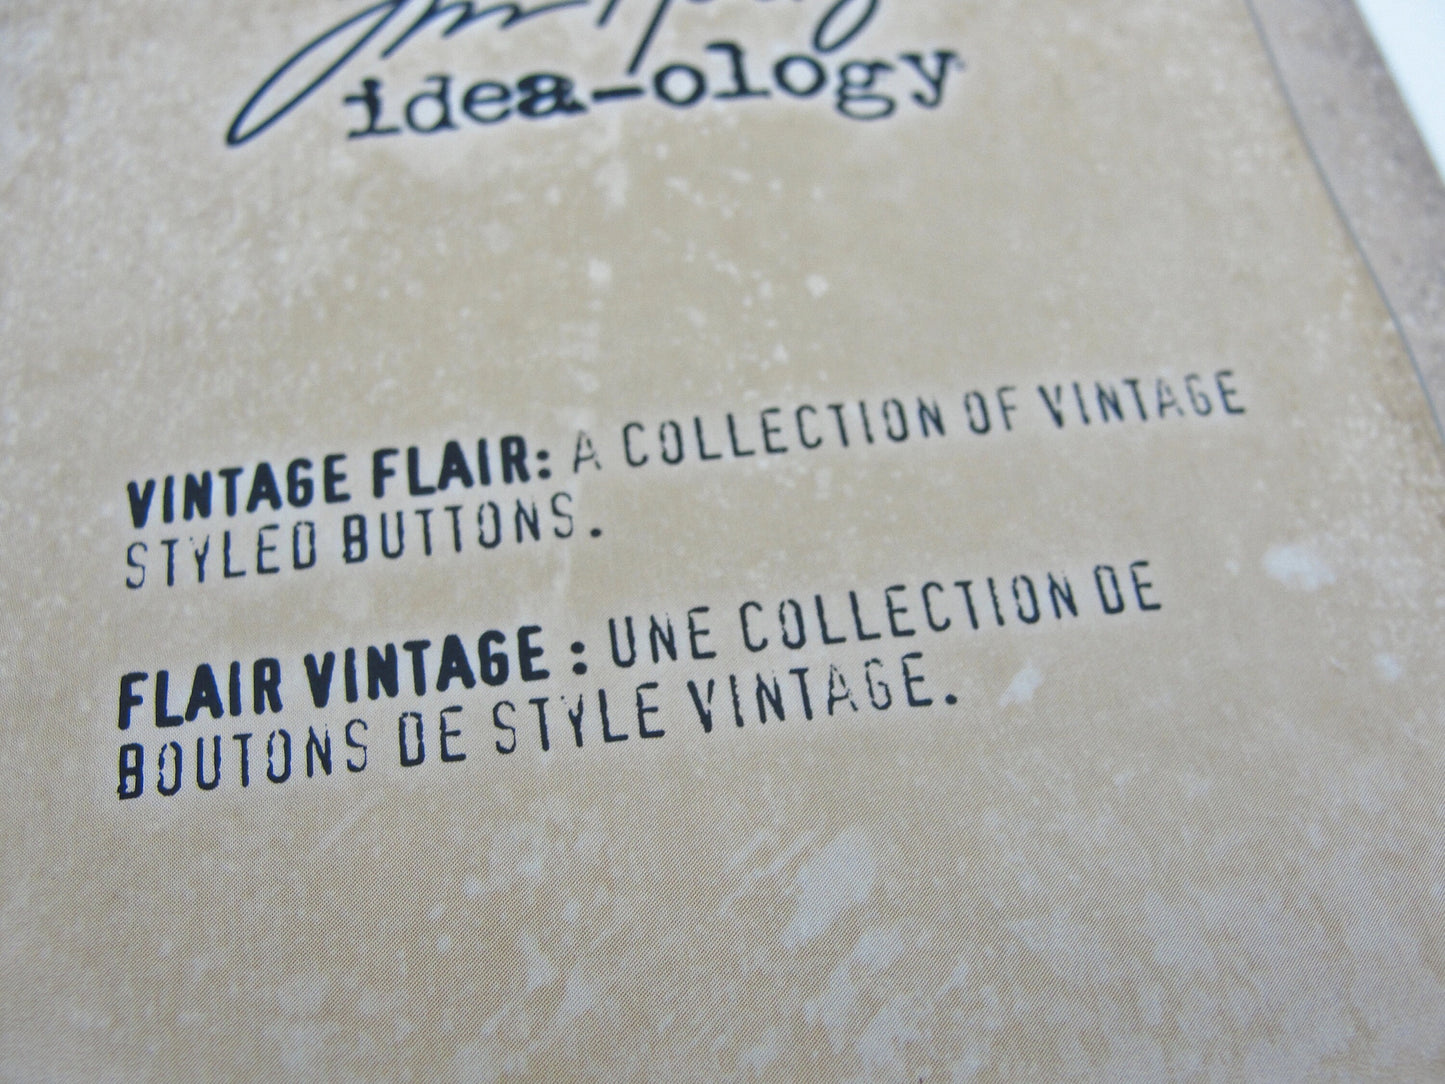 idea-ology
VINTAGE FLAIR: A COLLECTION OF VINTAGE
STYLED BUTTONS.
FLAIR VINTAGE : UNE COLLECTION DE
BOUTONS DE STYLE VINTAGE.